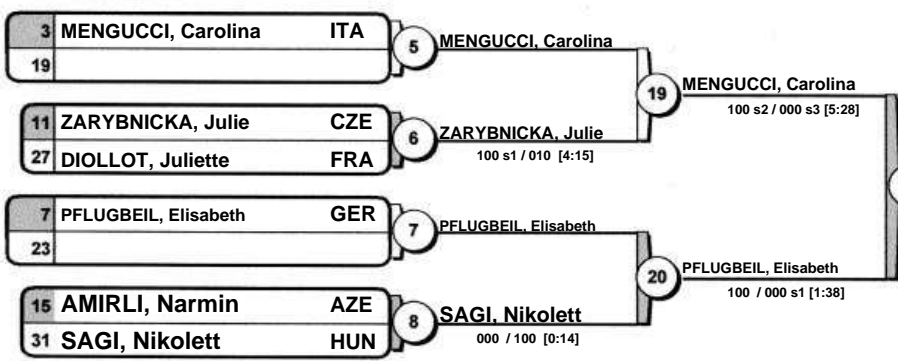 3 MENGUCCI, Carolina ITA
19
5
MENGUCCI, Carolina
11 ZARYBNICKA, Julie CZE
27 DIOLLOT, Juliette FRA
6
ZARYBNICKA, Julie
100 s1 / 010 [4:15]
19
MENGUCCI, Carolina
100 s2 / 000 s3 [5:28]
7 PFLUGBEIL, Elisabeth GER
23
7
PFLUGBEIL, Elisabeth
15 AMIRLI, Narmin AZE
31 SAGI, Nikolett HUN
8
SAGI, Nikolett
000 / 100 [0:14]
20
PFLUGBEIL, Elisabeth
100 / 000 s1 [1:38]